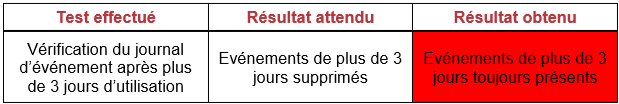 Test effectué
Résultat attendu
Résultat obtenu
Vérification du journal
d’événement après plus
de 3 jours d’utilisation
Evénements de plus de 3
jours supprimés
Evénements de plus de 3
jours toujours présents